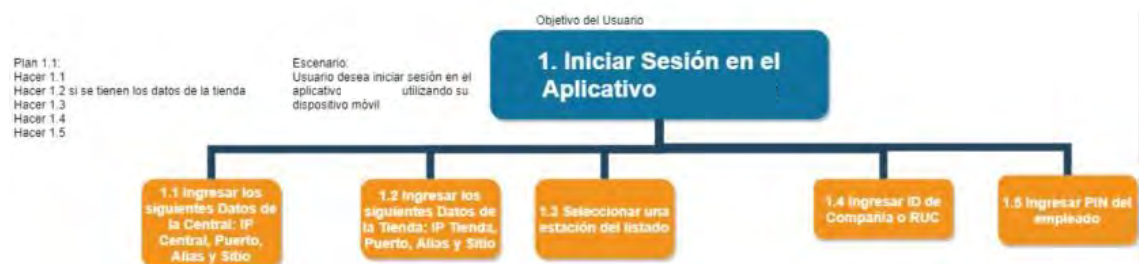 Objetivo del Usuario
Plan 1.1:
Hacer 1.1
Hacer 1.2 si se tienen los datos de la tienda
Hacer 1.3
Hacer 1.4
Hacer 1.5
Escenario:
Usuario desea iniciar sesión en el
aplicativo utilizando su
dispositivo móvil
1. Iniciar Sesión en el
Aplicativo
1.1 Ingresar los
siguientes Datos de
la Central: IP
Central, Puerto,
Alias y Sitio
1.2 Ingresar los
siguientes Datos de
la Tienda: IP Tienda,
Puerto, Alias y Sitio
1.3 Seleccionar una
estación del listado
1.4 Ingresar ID de
Compañia o RUC
1.5 Ingresar PIN del
empleado